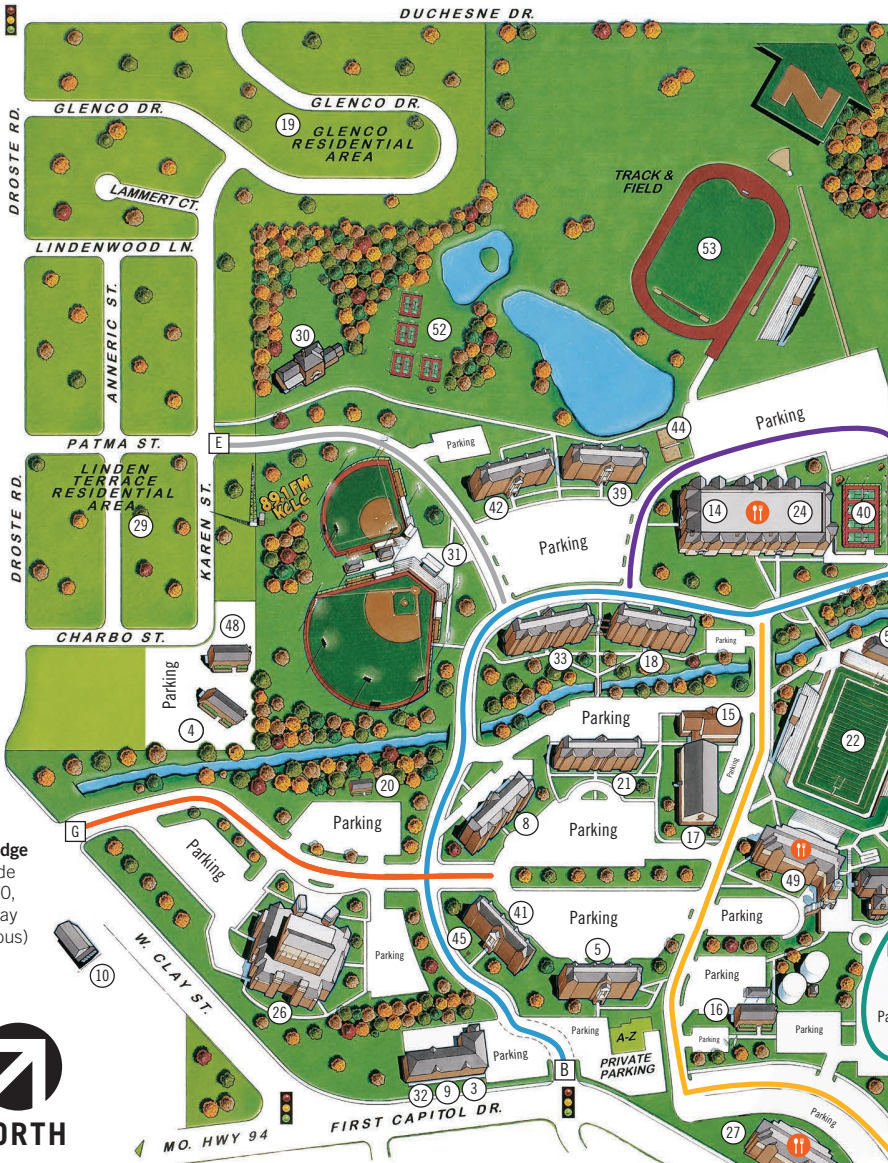 DUCHESNE DR.
GLENCO DR.
GLENCO DR.
19
GLENCO
RESIDENTIAL
AREA
DROSTE RD.
LAMMERT CT.
TRACK &
FIELD
LINDENWOOD LN.
53
ANNERIC ST.
30
52
Parking
44
PATMA ST.
E
Parking
LINDEN
TERRACE
RESIDENTIAL
AREA
89.1 FM
KCLC
42
39
14
24
40
DROSTE RD.
29
KAREN ST.
31
Parking
CHARBO ST.
48
33
18
Parking
Parking
4
15
Parking
22
21
20
Parking
G
Parking
8
Parking
17
dge
de
0,
ay
bus)
Parking
49
41
Parking
Parking
45
5
Parking
10
W. CLAY ST.
26
Parking
16
Parking
Parking
Parking
Parking
A-Z
PRIVATE
PARKING
B
32
9
3
Parking
ORTH
FIRST CAPITOL DR.
MO. HWY 94
27